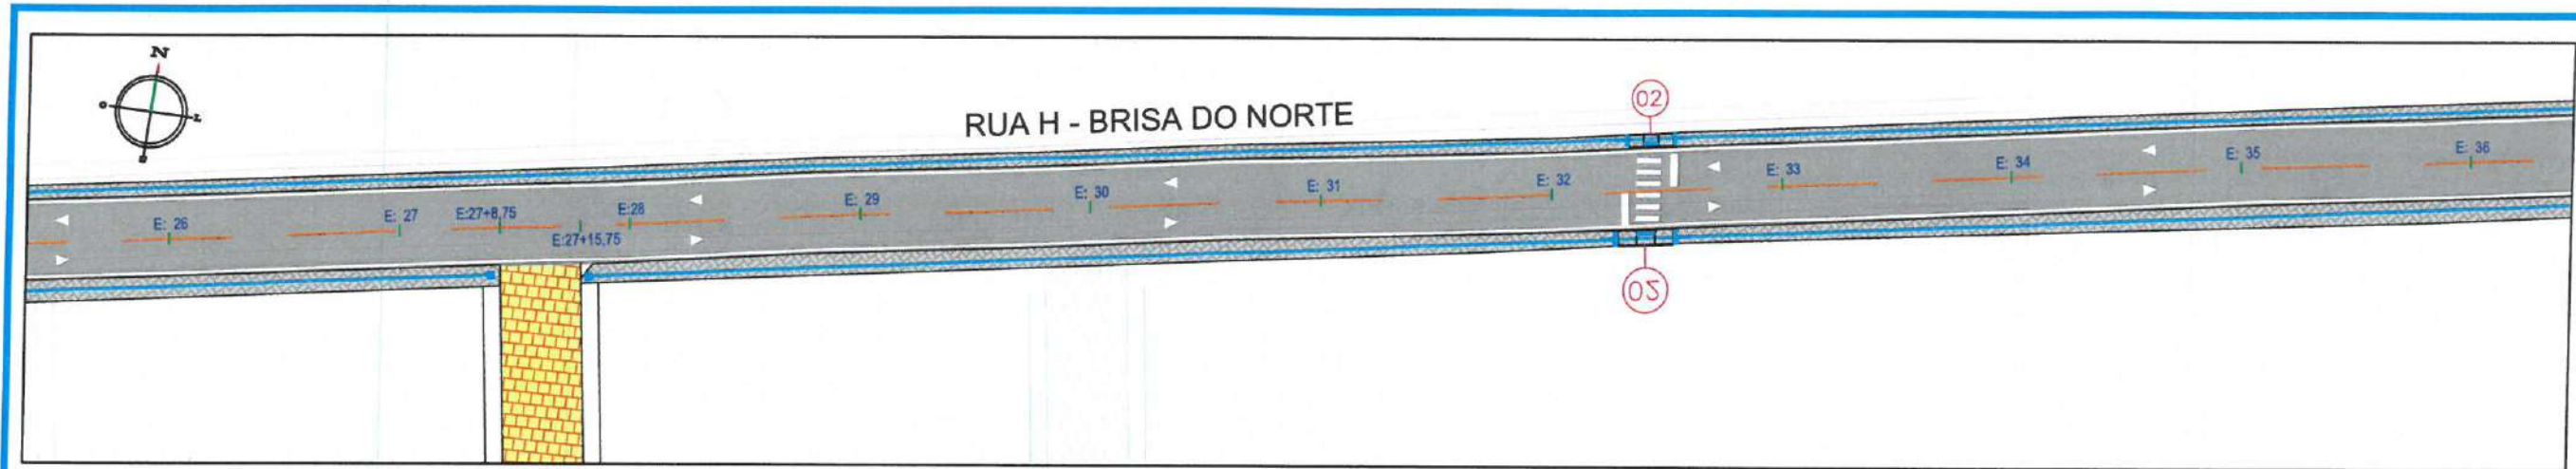 N
O
L
S
RUA H - BRISA DO NORTE
02
E: 26
E: 27
E:27+8,75
E:27+15,75
E:28
E: 29
E: 30
E: 31
E: 32
E: 33
E: 34
E: 35
E: 36
02